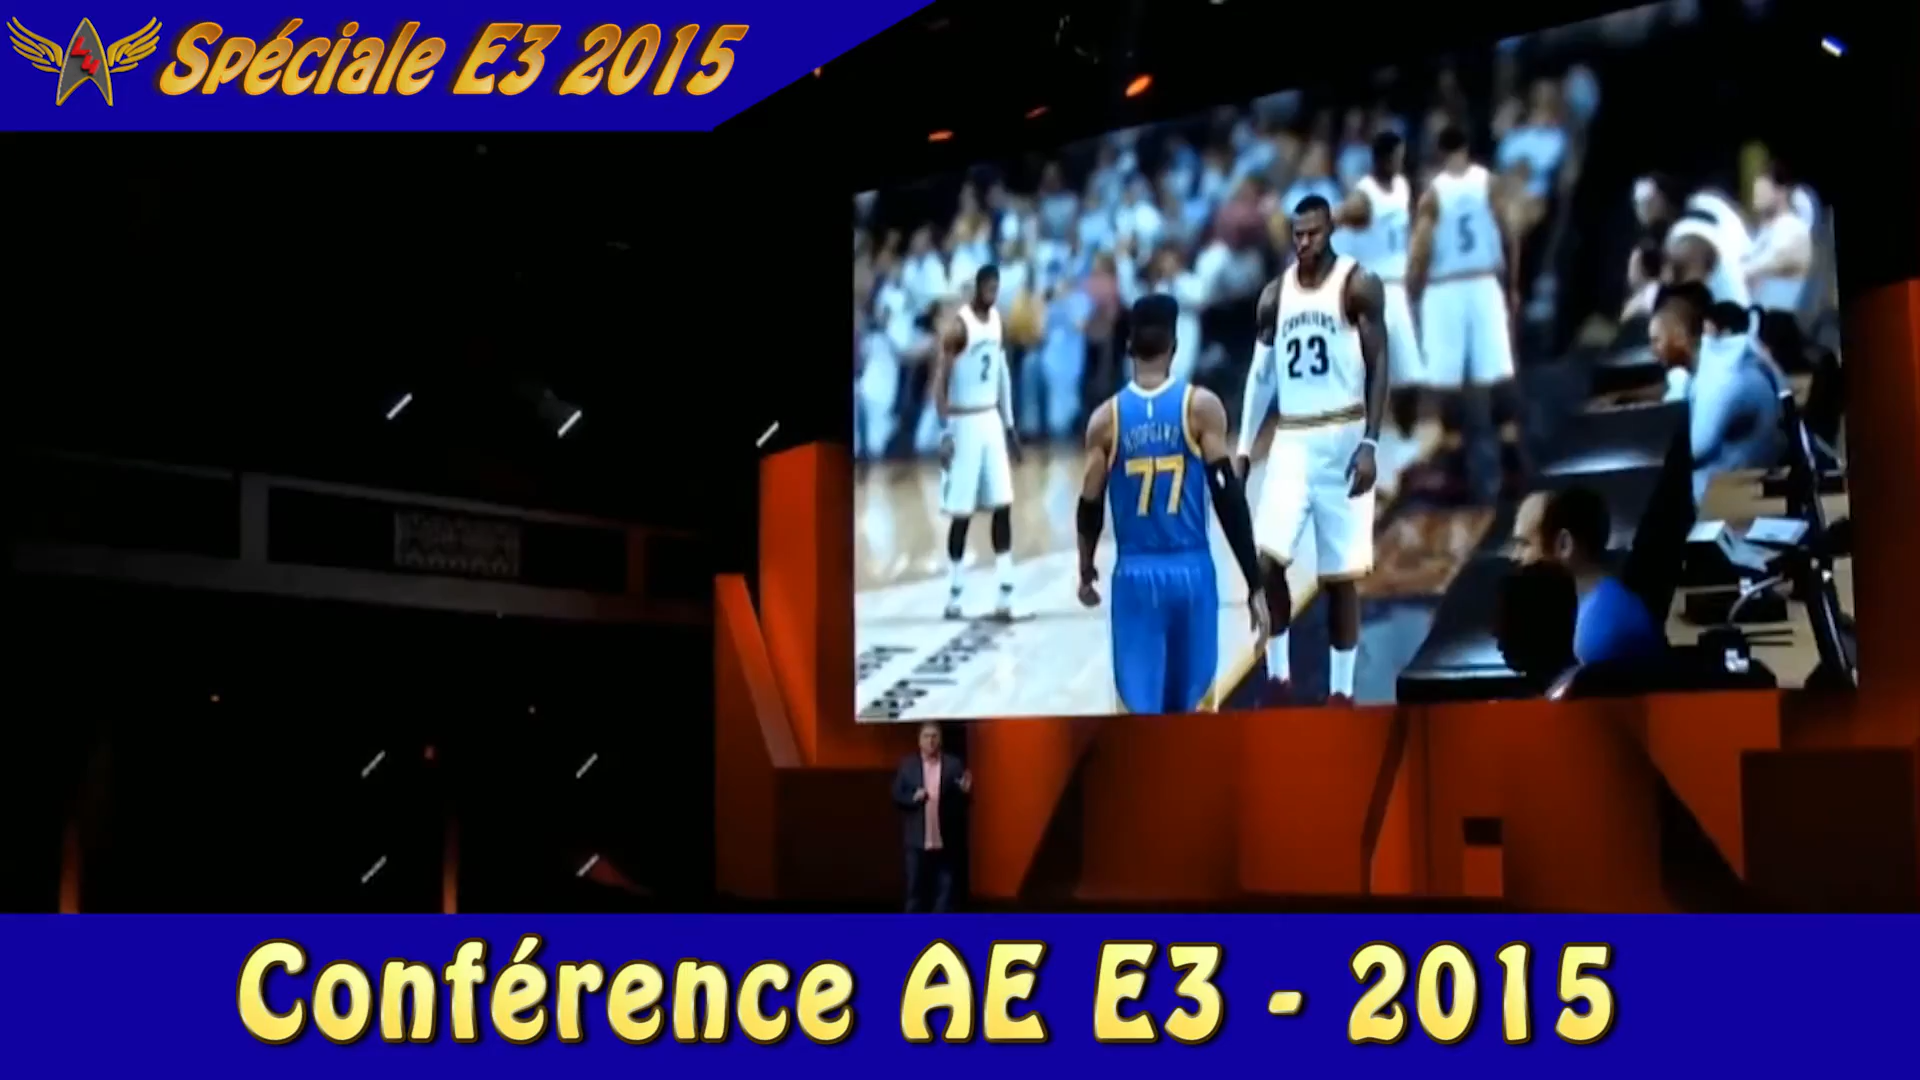 Spéciale E3 2015
5
2
CAVALIERS
23
77
Conférence AE E3 - 2015